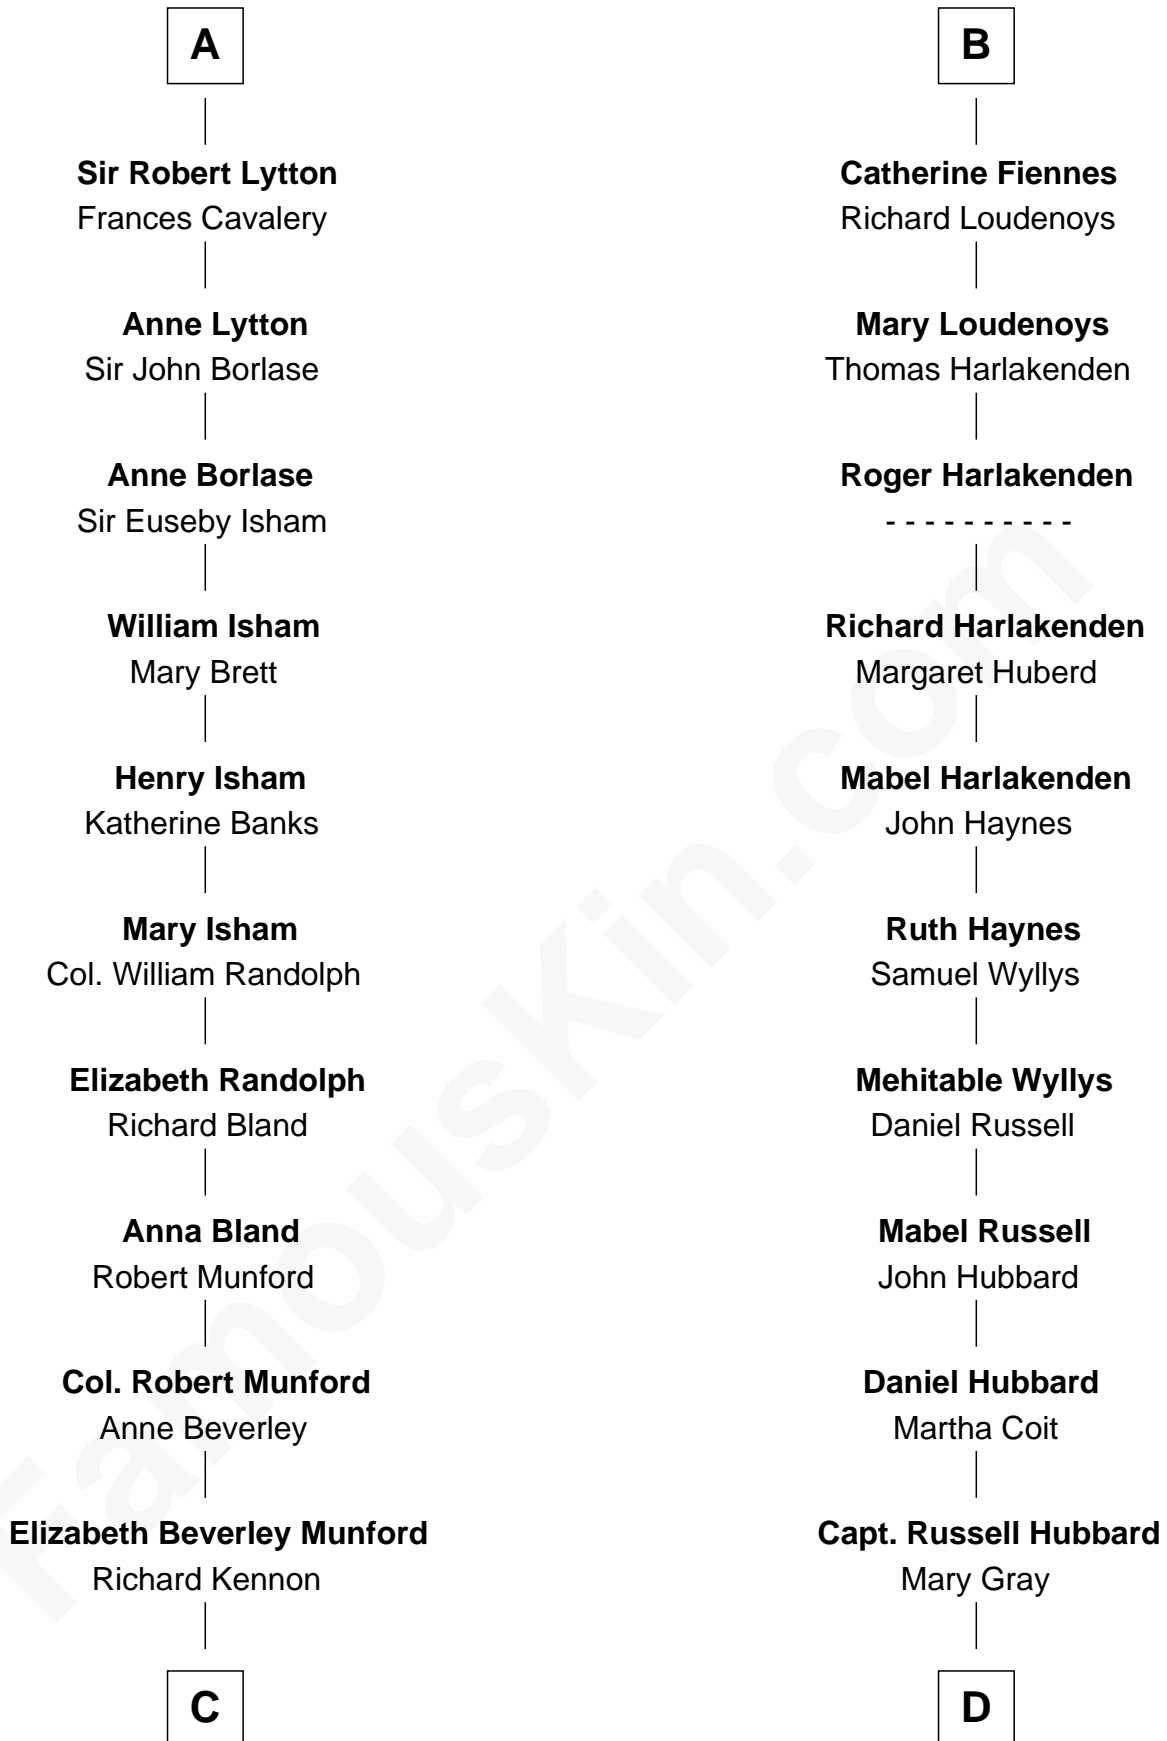 A
Sir Robert Lytton
Frances Cavalery
Anne Lytton
Sir John Borlase
Anne Borlase
Sir Euseby Isham
William Isham
Mary Brett
Henry Isham
Katherine Banks
Mary Isham
Col. William Randolph
Elizabeth Randolph
Richard Bland
Anna Bland
Robert Munford
Col. Robert Munford
Anne Beverley
Elizabeth Beverley Munford
Richard Kennon
C
B
Catherine Fiennes
Richard Loudenoys
Mary Loudenoys
Thomas Harlakenden
Roger Harlakenden
- - - - - - - - - -
Richard Harlakenden
Margaret Huberd
Mabel Harlakenden
John Haynes
Ruth Haynes
Samuel Wyllys
Mehitable Wyllys
Daniel Russell
Mabel Russell
John Hubbard
Daniel Hubbard
Martha Coit
Capt. Russell Hubbard
Mary Gray
D
FamousKin.com